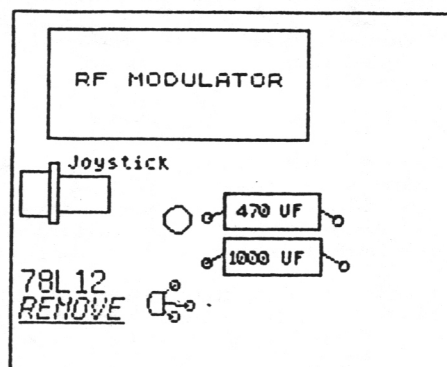 RF MODULATOR
Joystick
470 UF
1000 UF
78L12
REMOVE